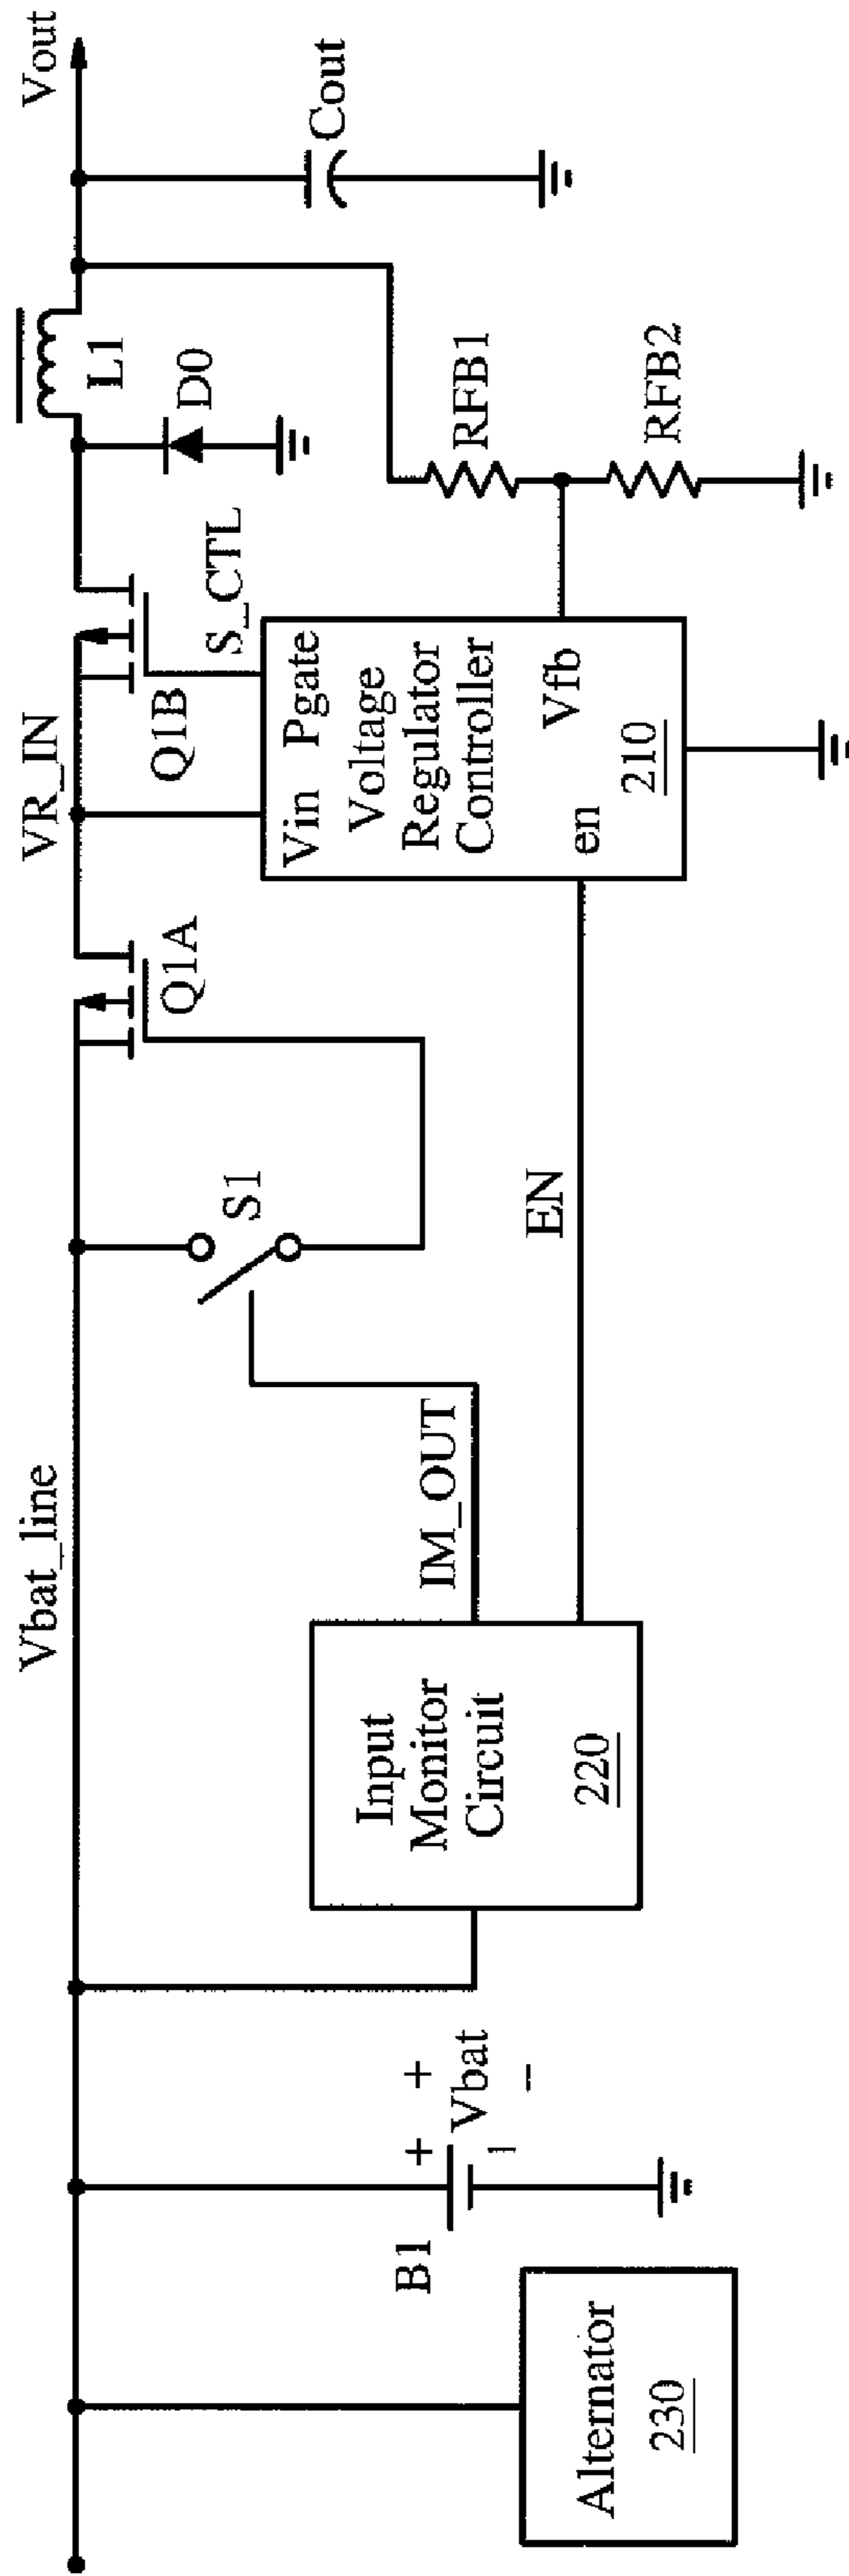 Vbat_line
VR_IN
Vout
L1
D0
Cout
Q1A
Q1B
S_CTL
S1
RFB1
RFB2
Vin Pgate
Voltage
Regulator
Controller
Vfb
en
210
EN
IM_OUT
Input
Monitor
Circuit
220
B1
+ +
Vbat
-
Alternator
230